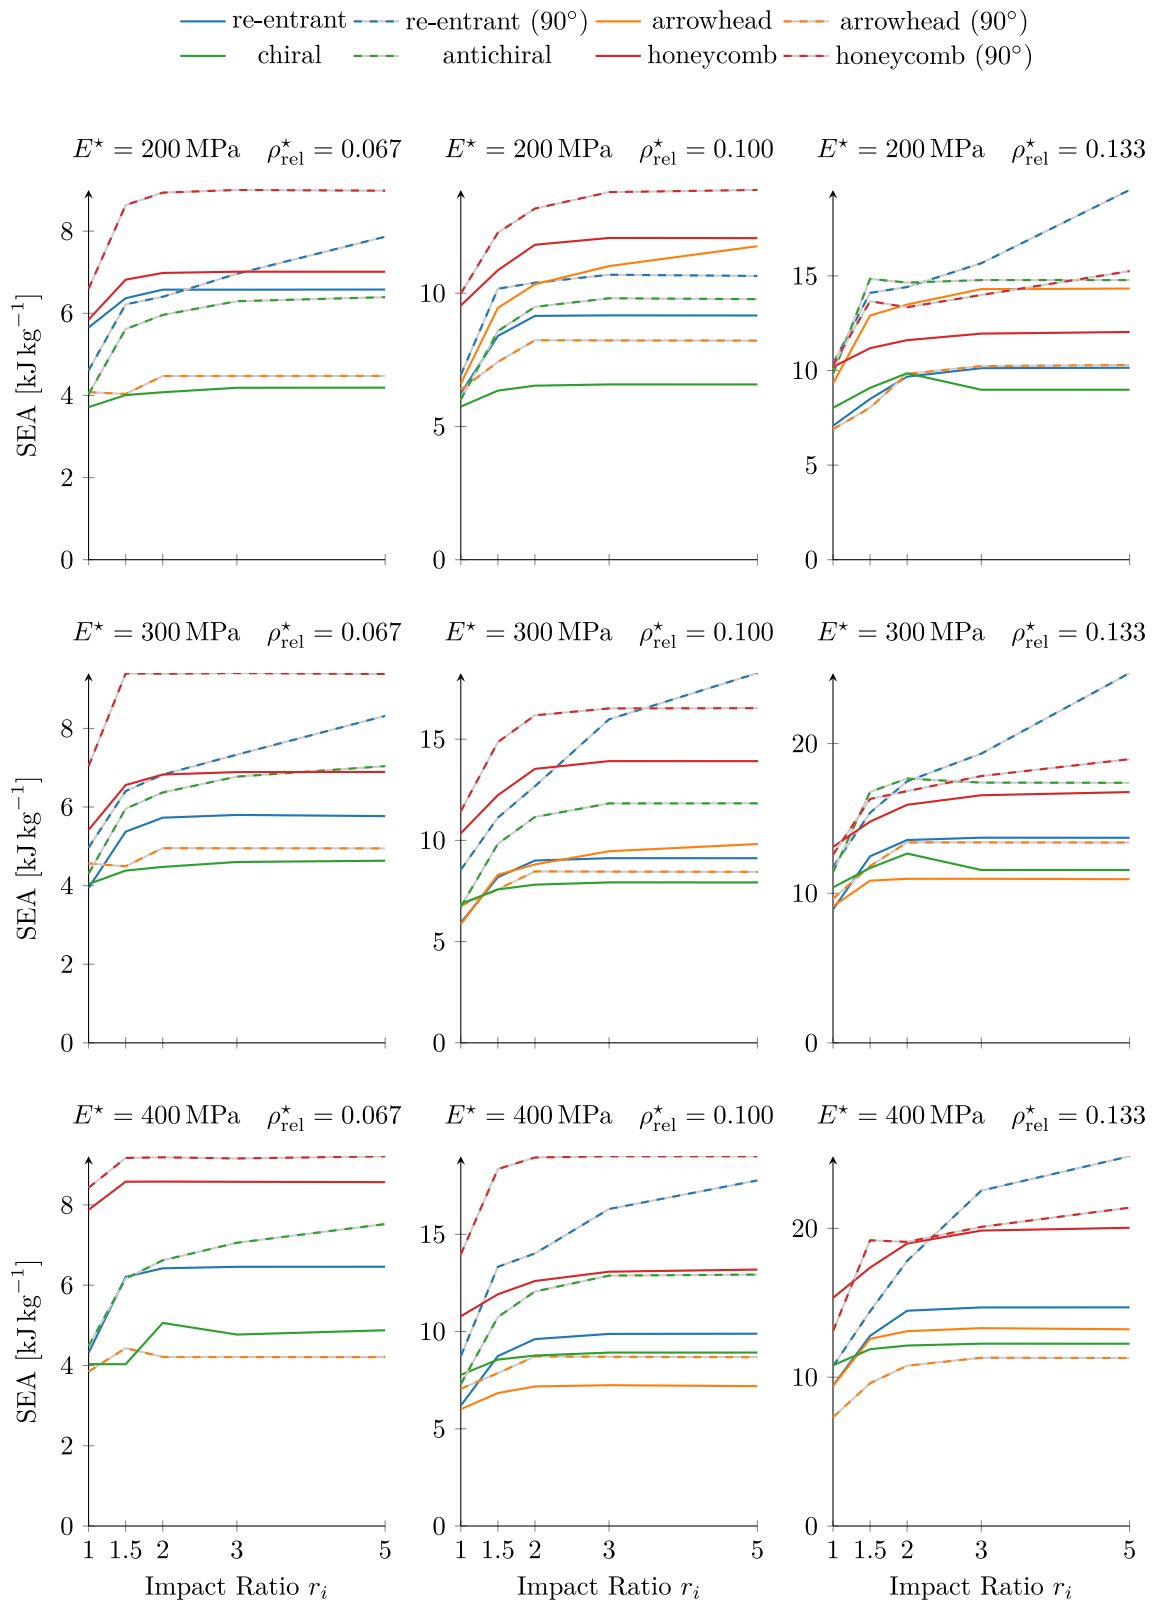 re-entrant re-entrant (90°) arrowhead arrowhead (90°)
chiral antichiral honeycomb honeycomb (90°)
E⋆ = 200 MPa ρ⋆rel = 0.067
E⋆ = 200 MPa ρ⋆rel = 0.100
E⋆ = 200 MPa ρ⋆rel = 0.133
SEA [kJ kg−1]
8
6
4
2
0
10
5
0
15
10
5
0
E⋆ = 300 MPa ρ⋆rel = 0.067
E⋆ = 300 MPa ρ⋆rel = 0.100
E⋆ = 300 MPa ρ⋆rel = 0.133
SEA [kJ kg−1]
8
6
4
2
0
15
10
5
0
20
10
0
E⋆ = 400 MPa ρ⋆rel = 0.067
E⋆ = 400 MPa ρ⋆rel = 0.100
E⋆ = 400 MPa ρ⋆rel = 0.133
SEA [kJ kg−1]
8
6
4
2
0
15
10
5
0
20
10
0
1 1.5 2 3 5
1 1.5 2 3 5
1 1.5 2 3 5
Impact Ratio ri
Impact Ratio ri
Impact Ratio ri